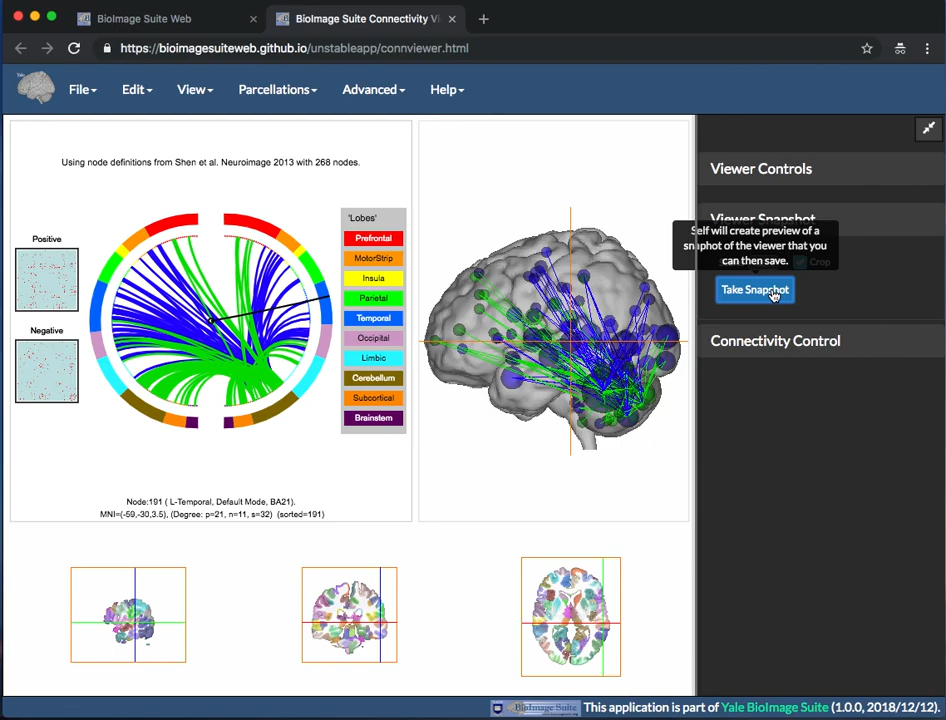 BioImage Suite Web
BioImage Suite Connectivity Vi
https://bioimagesuiteweb.github.io/unstableapp/connviewer.html
Yale
File
Edit
View
Parcellations
Advanced
Help
Using node definitions from Shen et al. Neuroimage 2013 with 268 nodes.
Positive
Negative
'Lobes'
Prefrontal
MotorStrip
Insula
Parietal
Temporal
Occipital
Limbic
Cerebellum
Subcortical
Brainstem
Node:191 ( L-Temporal, Default Mode, BA21).
MNI=(-59,-30,3.5), (Degree: p=21, n=11, s=32) (sorted=191)
Viewer Controls
Viewer Snapshot
Self will create preview of a
snaphot of the viewer that you
can then save.
Crop
Take Snapshot
Connectivity Control
BioImage Suite
This application is part of Yale BioImage Suite (1.0.0, 2018/12/12).